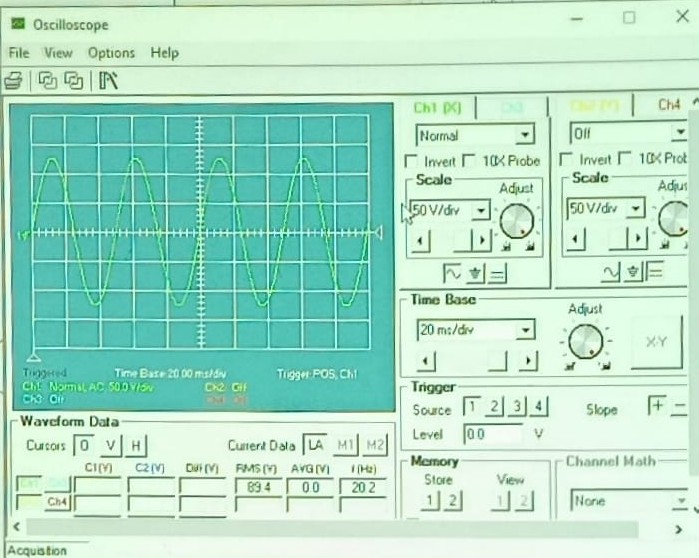 Oscilloscope
File View Options Help
Ch1 (X) Ch3 Ch2 (Y) Ch4
Normal Off
Invert 10X Probe Invert 10X Prob
Scale Adjust Scale Adjus
50 V/div 50 V/div
Time Base Adjust
20 ms/div X-Y
Triggered Time Base 20.00 ms/div Trigger: POS, Ch1
Ch1: Normal, AC 50.0 V/div Ch2: Off
Ch3: Off Ch4: Off
Trigger
Source 1 2 3 4 Slope + −
Level 0.0 V
Waveform Data
Cursors 0 V H Current Data LA M1 M2
C1(V) C2(V) Diff(V) RMS (V) AVG (V) f (Hz)
Ch1 89.4 0.0 20.2
Ch4
Memory Channel Math
Store View
1 2 1 2 None
Acquisition